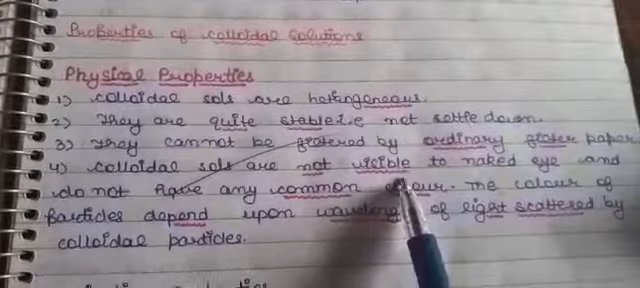 Properties of colloidal solutions
Physical Properties
1) colloidal sols are hetrangeneous.
2) They are quite stable i.e not settle down.
3) They cannot be filtered by ordinary filter paper
4) colloidal sols are not visible to naked eye and
do not have any common colour. The colour of
Particles depend upon of light scattered by
colloidal particles.